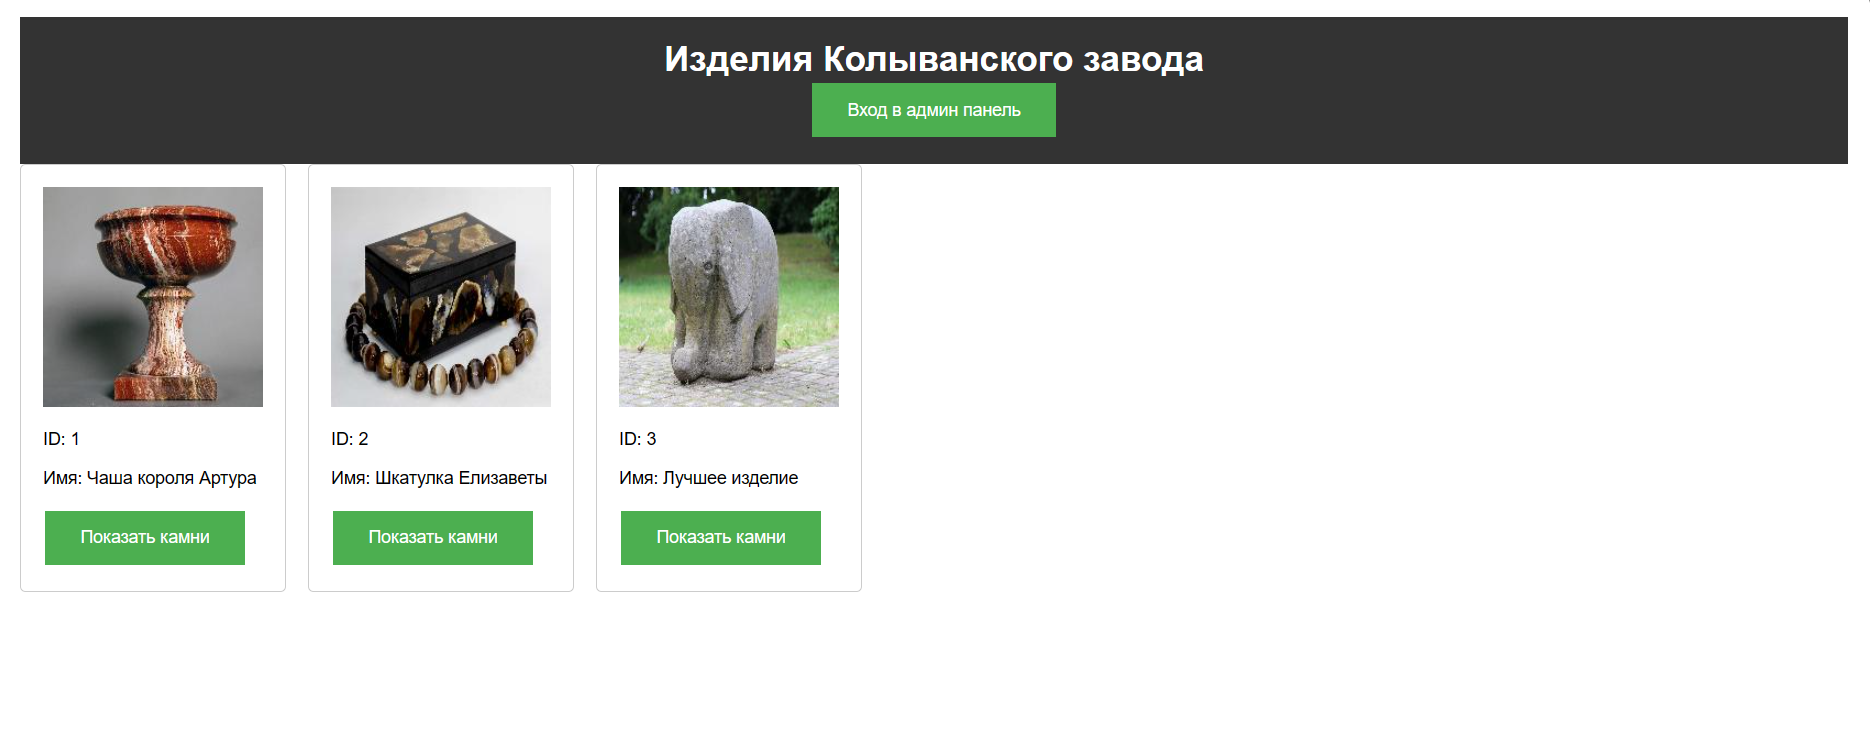 Изделия Колыванского завода
Вход в админ панель
ID: 1
Имя: Чаша короля Артура
Показать камни
ID: 2
Имя: Шкатулка Елизаветы
Показать камни
ID: 3
Имя: Лучшее изделие
Показать камни